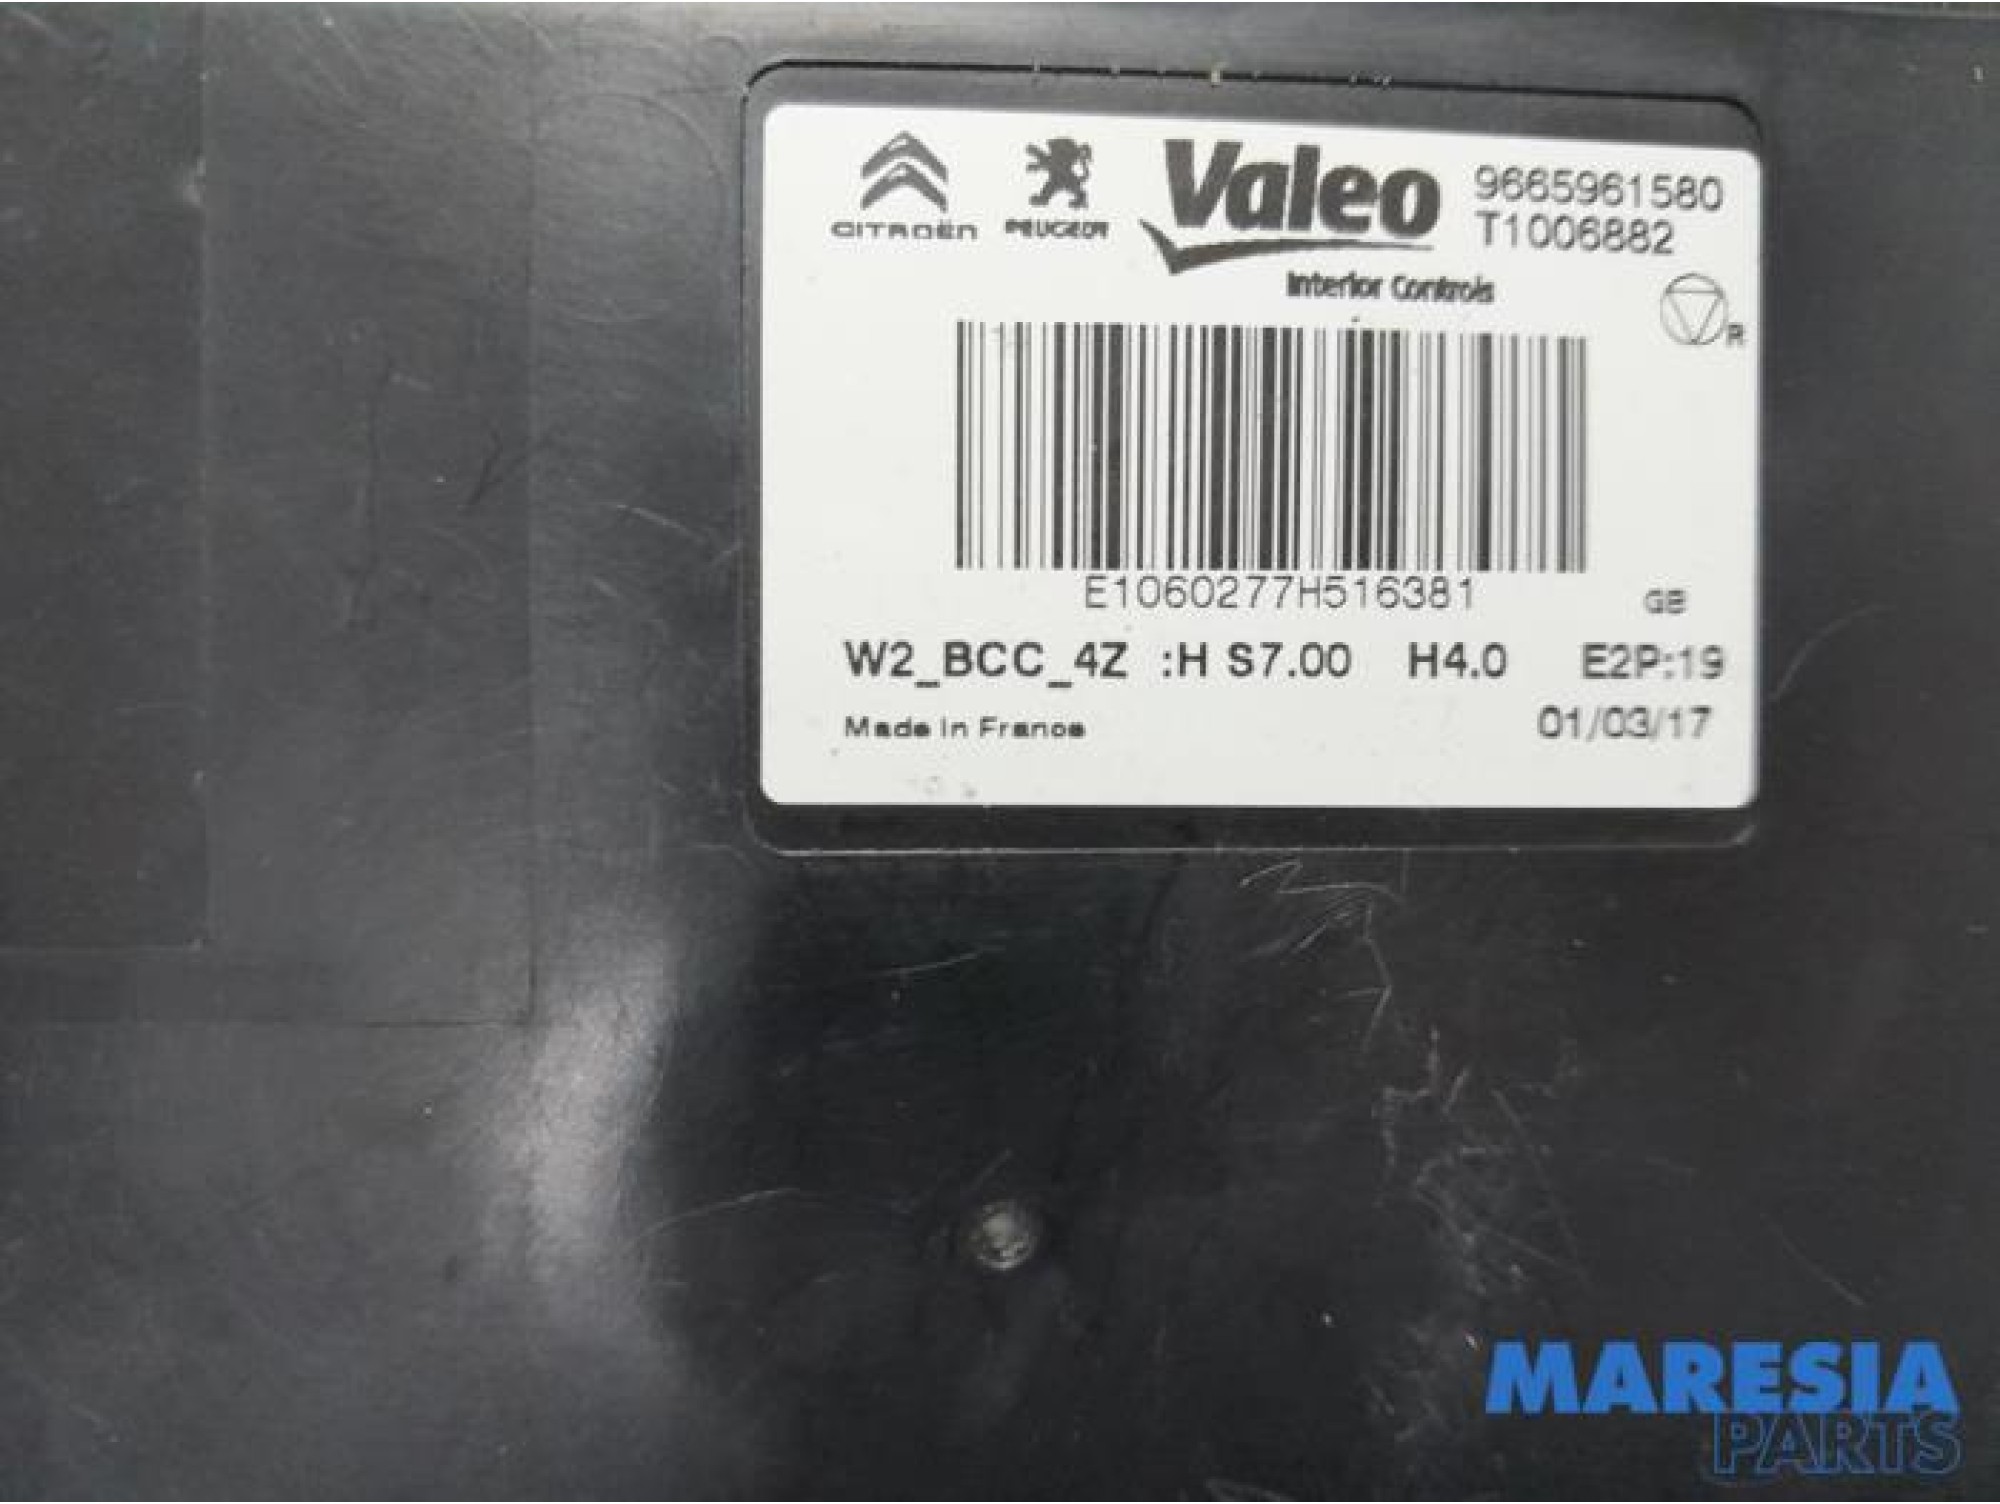 CITROËN PEUGEOT Valeo 9665961580
T1006882
Interior Controls
R
E1060277H516381
GB
W2_BCC_4Z :H S7.00 H4.0 E2P:19
Made in France 01/03/17
MARESIA
PARTS